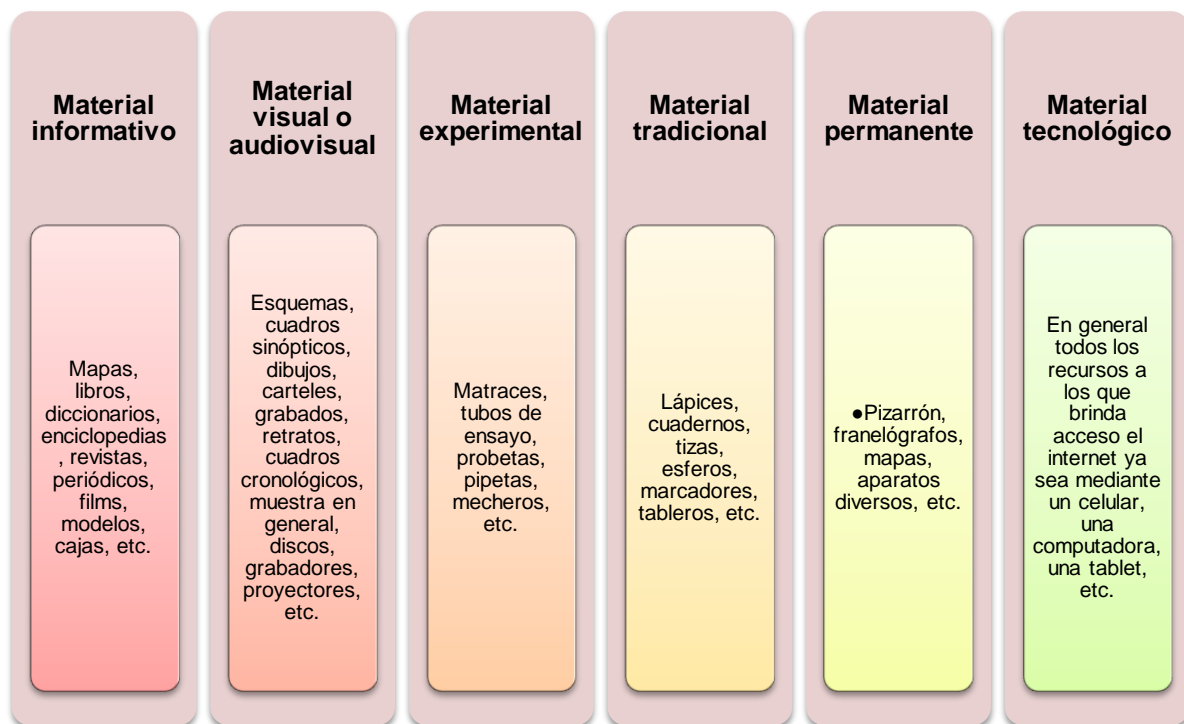 Material
informativo
Mapas,
libros,
diccionarios,
enciclopedias
, revistas,
periódicos,
films,
modelos,
cajas, etc.
Material
visual o
audiovisual
Esquemas,
cuadros
sinópticos,
dibujos,
carteles,
grabados,
retratos,
cuadros
cronológicos,
muestra en
general,
discos,
grabadores,
proyectores,
etc.
Material
experimental
Matraces,
tubos de
ensayo,
probetas,
pipetas,
mecheros,
etc.
Material
tradicional
Lápices,
cuadernos,
tizas,
esferos,
marcadores,
tableros, etc.
Material
permanente
●Pizarrón,
franelógrafos,
mapas,
aparatos
diversos, etc.
Material
tecnológico
En general
todos los
recursos a
los que
brinda
acceso el
internet ya
sea mediante
un celular,
una
computadora,
una tablet,
etc.